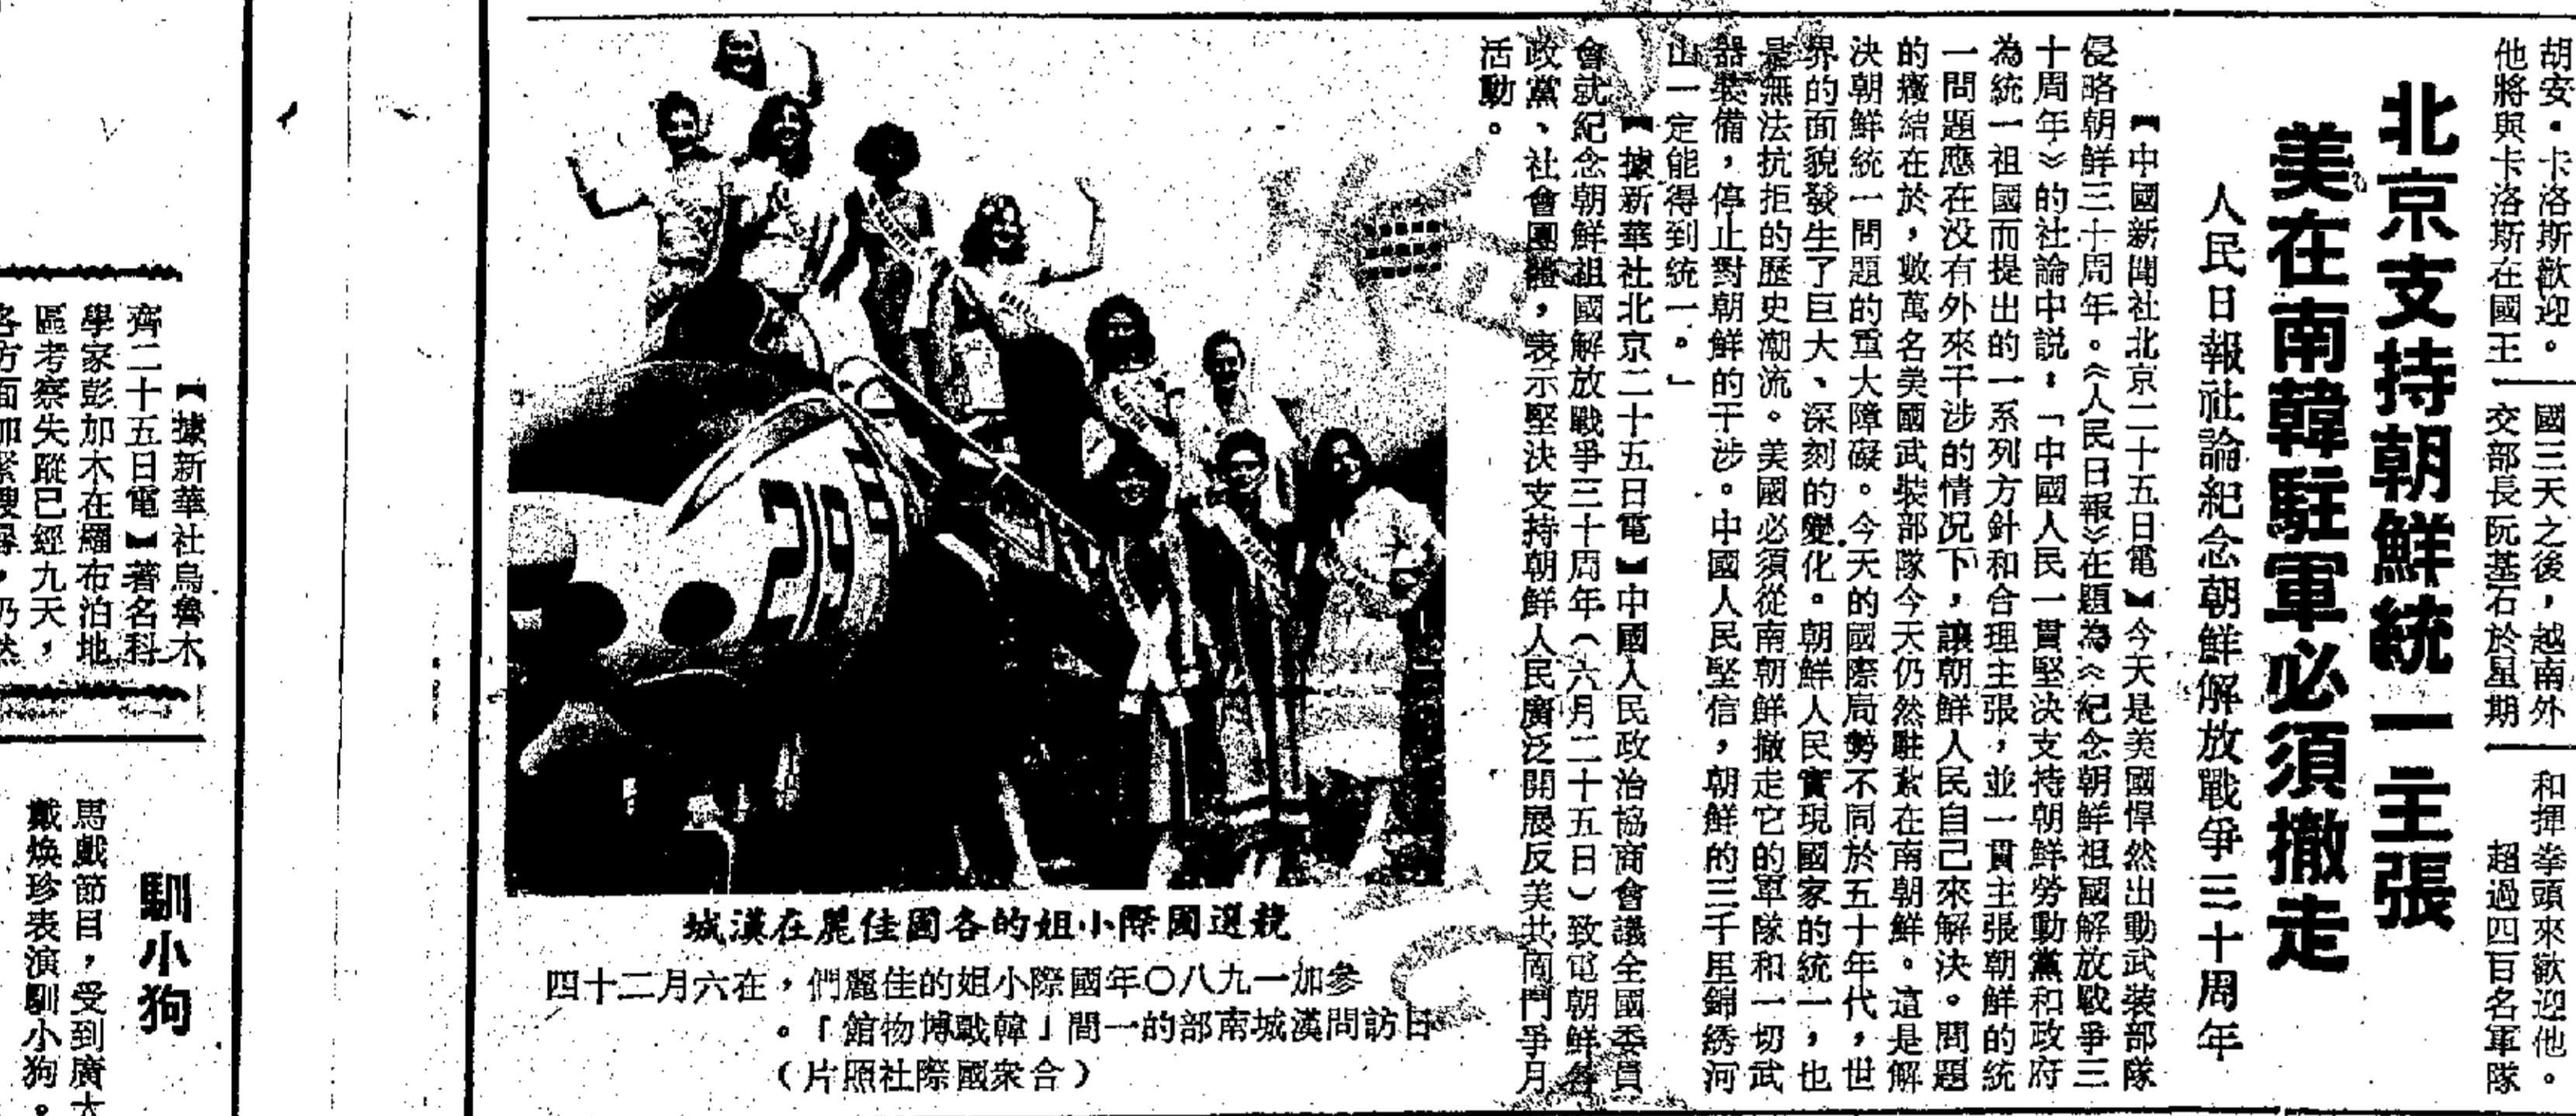 胡安·卡洛斯歡迎。
他將與卡洛斯在國王
國三天之後，越南外
交部長阮基石於星期
和揮拳頭來歡迎他。
超過四百名軍隊
北京支持朝鮮統一主張
美在南韓駐軍必須撤走
人民日報社論紀念朝鮮解放戰爭三十周年
【中國新聞社北京二十五日電】今天是美國悍然出動武裝部隊
侵略朝鮮三十周年。《人民日報》在題為《紀念朝鮮祖國解放戰爭三
十周年》的社論中説：「中國人民一貫堅決支持朝鮮勞動黨和政府
為統一祖國而提出的一系列方針和合理主張，並一貫主張朝鮮的統
一問題應在没有外來干涉的情況下，讓朝鮮人民自己來解決。問題
的癥結在於，數萬名美國武裝部隊今天仍然駐紮在南朝鮮。這是解
決朝鮮統一問題的重大障礙。今天的國際局勢不同於五十年代，世
界的面貌發生了巨大、深刻的變化。朝鮮人民實現國家的統一，也
是無法抗拒的歷史潮流。美國必須從南朝鮮撤走它的軍隊和一切武
器裝備，停止對朝鮮的干涉。中國人民堅信，朝鮮的三千里錦綉河
山一定能得到統一。」
【據新華社北京二十五日電】中國人民政治協商會議全國委員
會就紀念朝鮮祖國解放戰爭三十周年（六月二十五日）致電朝鮮各
政黨、社會團體，表示堅決支持朝鮮人民廣泛開展反美共同鬥爭月
活動。
競選國際小姐的各國佳麗在漢城
參加一九八〇年國際小姐的佳麗們，在六月二十四
日訪問漢城南部的一間「韓戰博物館」。
（合衆國際社照片）
【據新華社烏魯木
齊二十五日電】著名科
學家彭加木在羅布泊地
區考察失蹤已經九天，
各方面加緊搜尋，仍然
馴小狗
馬戲節目，受到廣大
戴煥珍表演馴小狗。